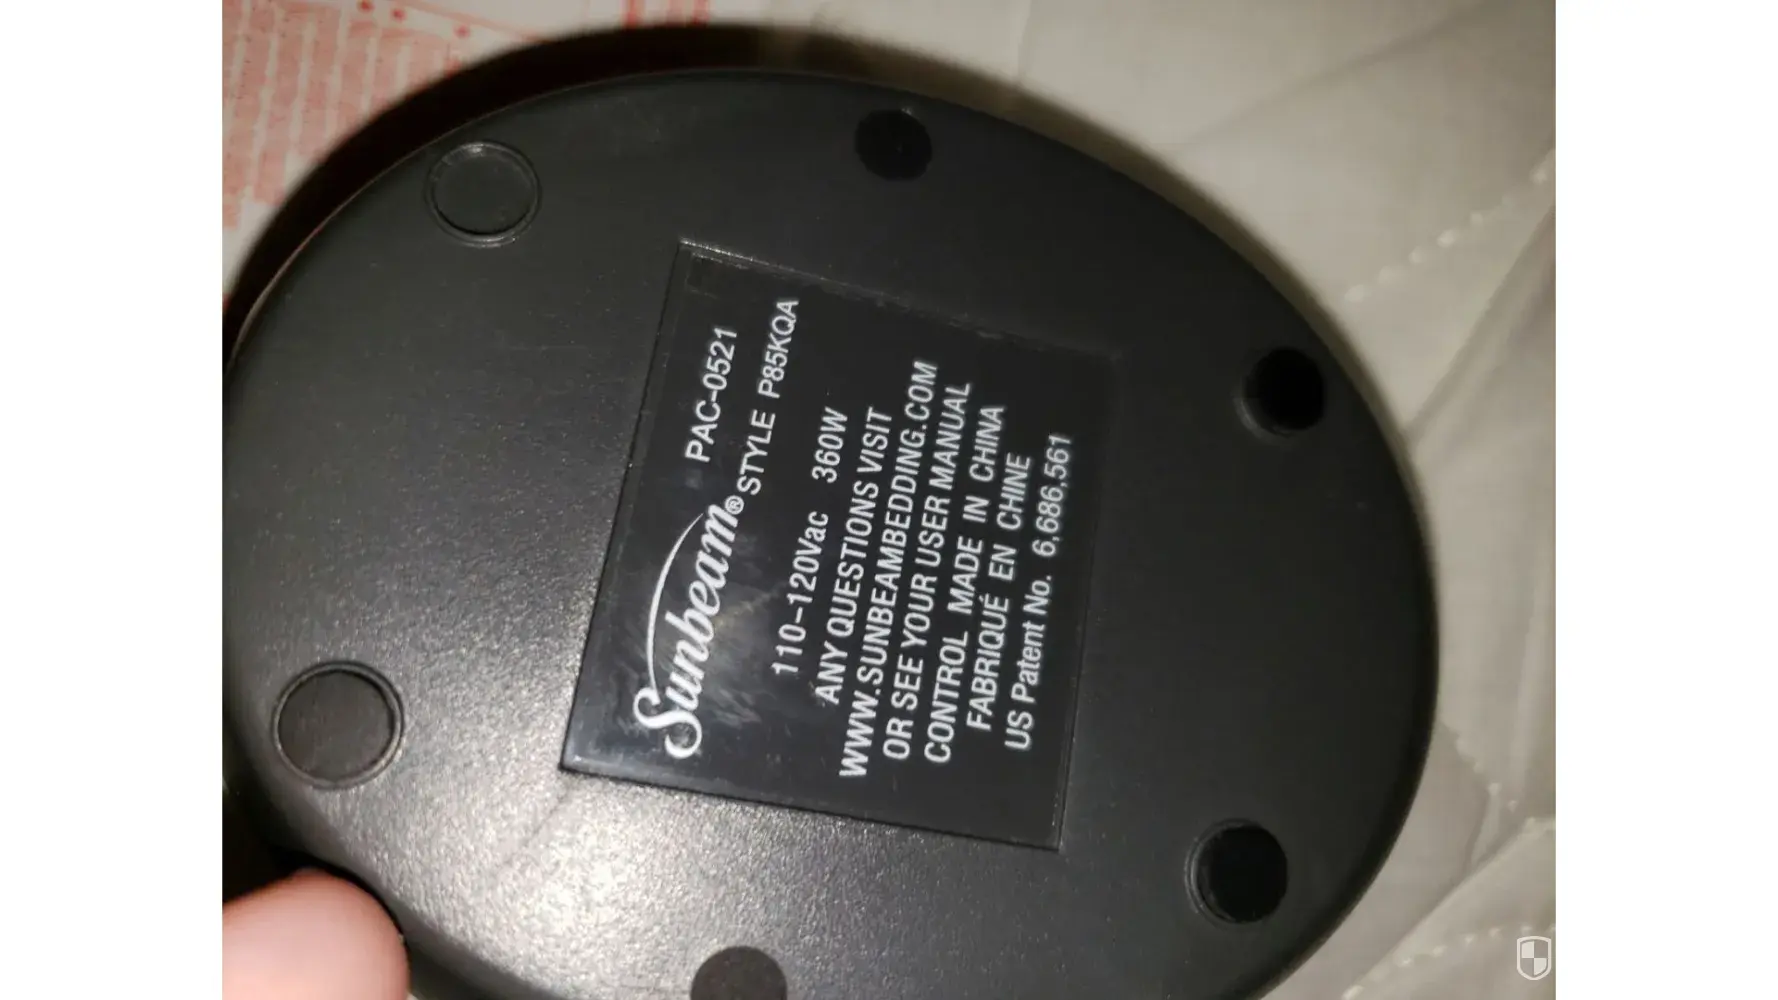 Sunbeam® PAC-0521
STYLE P85KQA
110-120Vac 360W
ANY QUESTIONS VISIT
WWW.SUNBEAMBEDDING.COM
OR SEE YOUR USER MANUAL
CONTROL MADE IN CHINA
FABRIQUÉ EN CHINE
US Patent No. 6,686,561